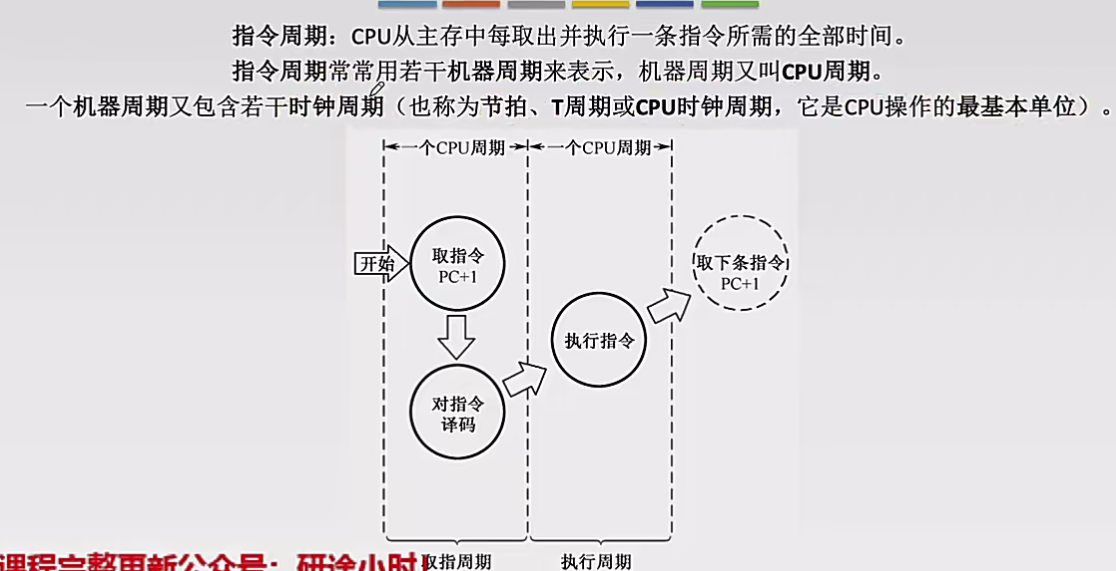 指令周期：CPU从主存中每取出并执行一条指令所需的全部时间。
指令周期常常用若干机器周期来表示，机器周期又叫CPU周期。
一个机器周期又包含若干时钟周期（也称为节拍、T周期或CPU时钟周期，它是CPU操作的最基本单位）。
一个CPU周期
一个CPU周期
开始
取指令
PC+1
取下条指令
PC+1
执行指令
对指令
译码
取指周期
执行周期
课程完整更新公众号：研途小时